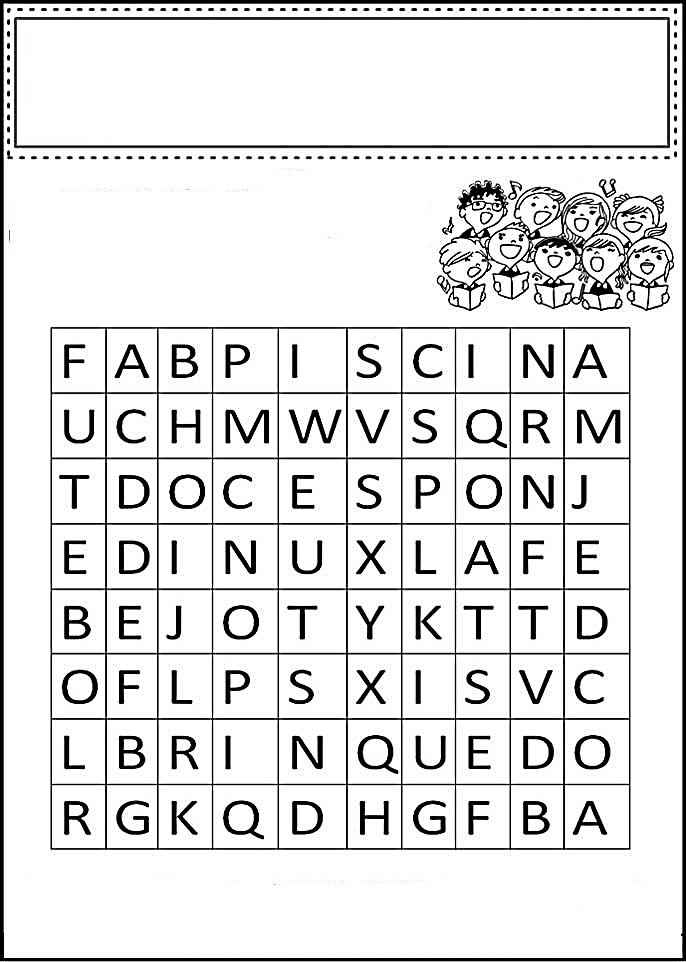 F A B P I S C I N A
U C H M W V S Q R M
T D O C E S P O N J
E D I N U X L A F E
B E J O T Y K T T D
O F L P S X I S V C
L B R I N Q U E D O
R G K Q D H G F B A